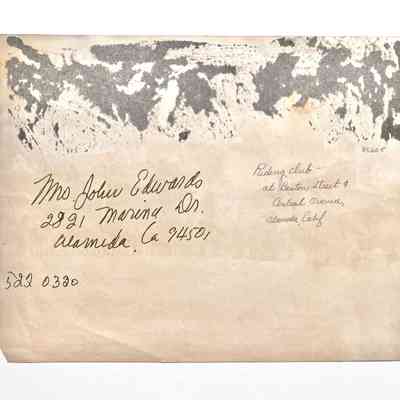 Mrs John Edwards
2821 Marina Dr.
Alameda, Ca 94501
522 0320
Riding Club -
at Benton Street &
Central Avenue,
Alameda, Calif